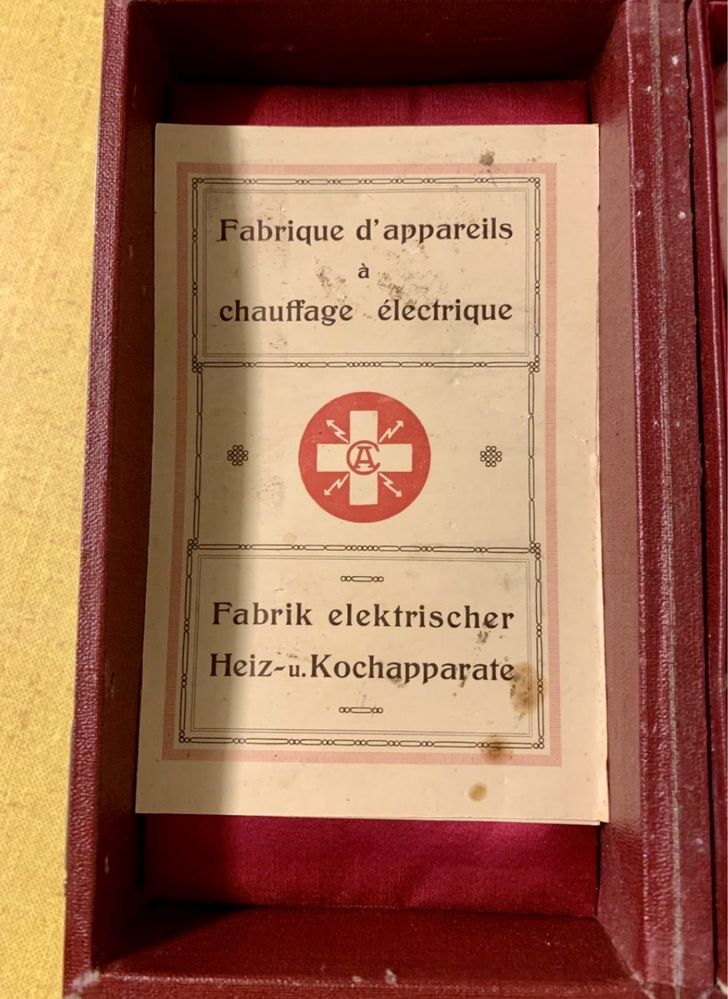 Fabrique d'appareils
à
chauffage électrique
CA
Fabrik elektrischer
Heiz-u. Kochapparate